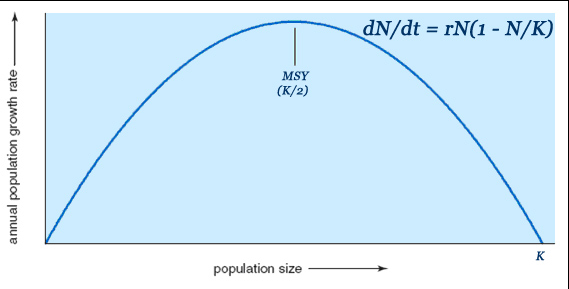 dN/dt = rN(1 - N/K)
MSY
(K/2)
annual population growth rate
K
population size